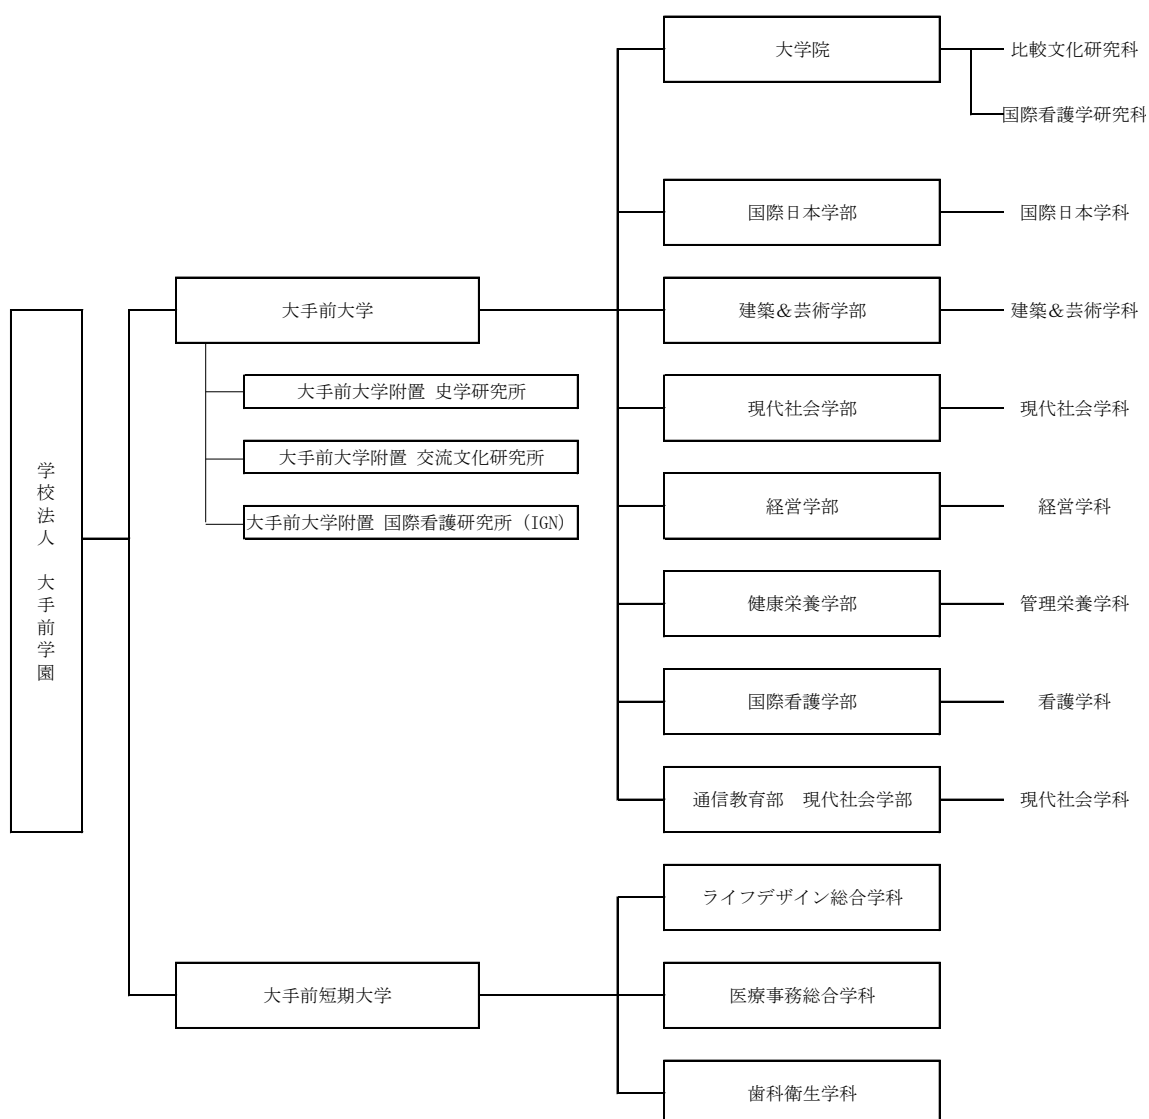 学校法人　大手前学園
大手前大学
大手前大学附置 史学研究所
大手前大学附置 交流文化研究所
大手前大学附置 国際看護研究所（IGN）
大学院
比較文化研究科
国際看護学研究科
国際日本学部
国際日本学科
建築&芸術学部
建築&芸術学科
現代社会学部
現代社会学科
経営学部
経営学科
健康栄養学部
管理栄養学科
国際看護学部
看護学科
通信教育部　現代社会学部
現代社会学科
大手前短期大学
ライフデザイン総合学科
医療事務総合学科
歯科衛生学科